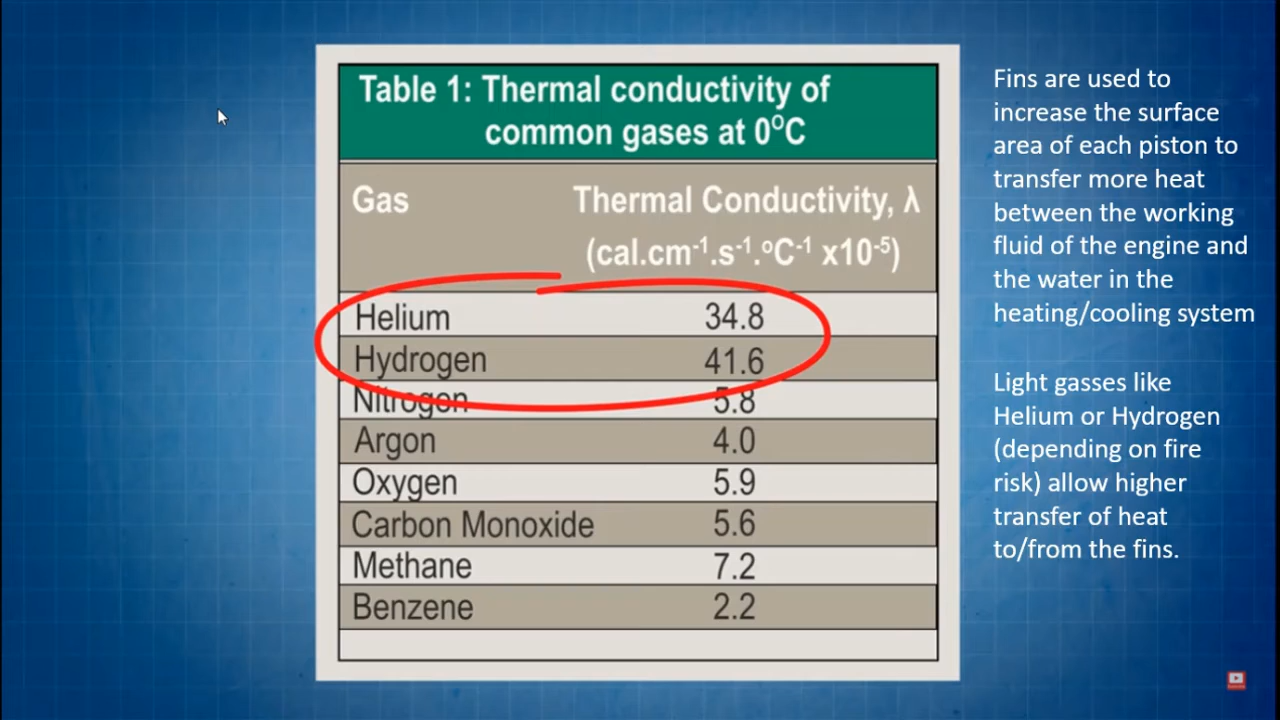 Table 1: Thermal conductivity of
common gases at 0⁰C
Gas Thermal Conductivity, λ
(cal.cm⁻¹.s⁻¹.ᵒC⁻¹ x10⁻⁵)
Helium 34.8
Hydrogen 41.6
Nitrogen 5.8
Argon 4.0
Oxygen 5.9
Carbon Monoxide 5.6
Methane 7.2
Benzene 2.2
Fins are used to
increase the surface
area of each piston to
transfer more heat
between the working
fluid of the engine and
the water in the
heating/cooling system
Light gasses like
Helium or Hydrogen
(depending on fire
risk) allow higher
transfer of heat
to/from the fins.